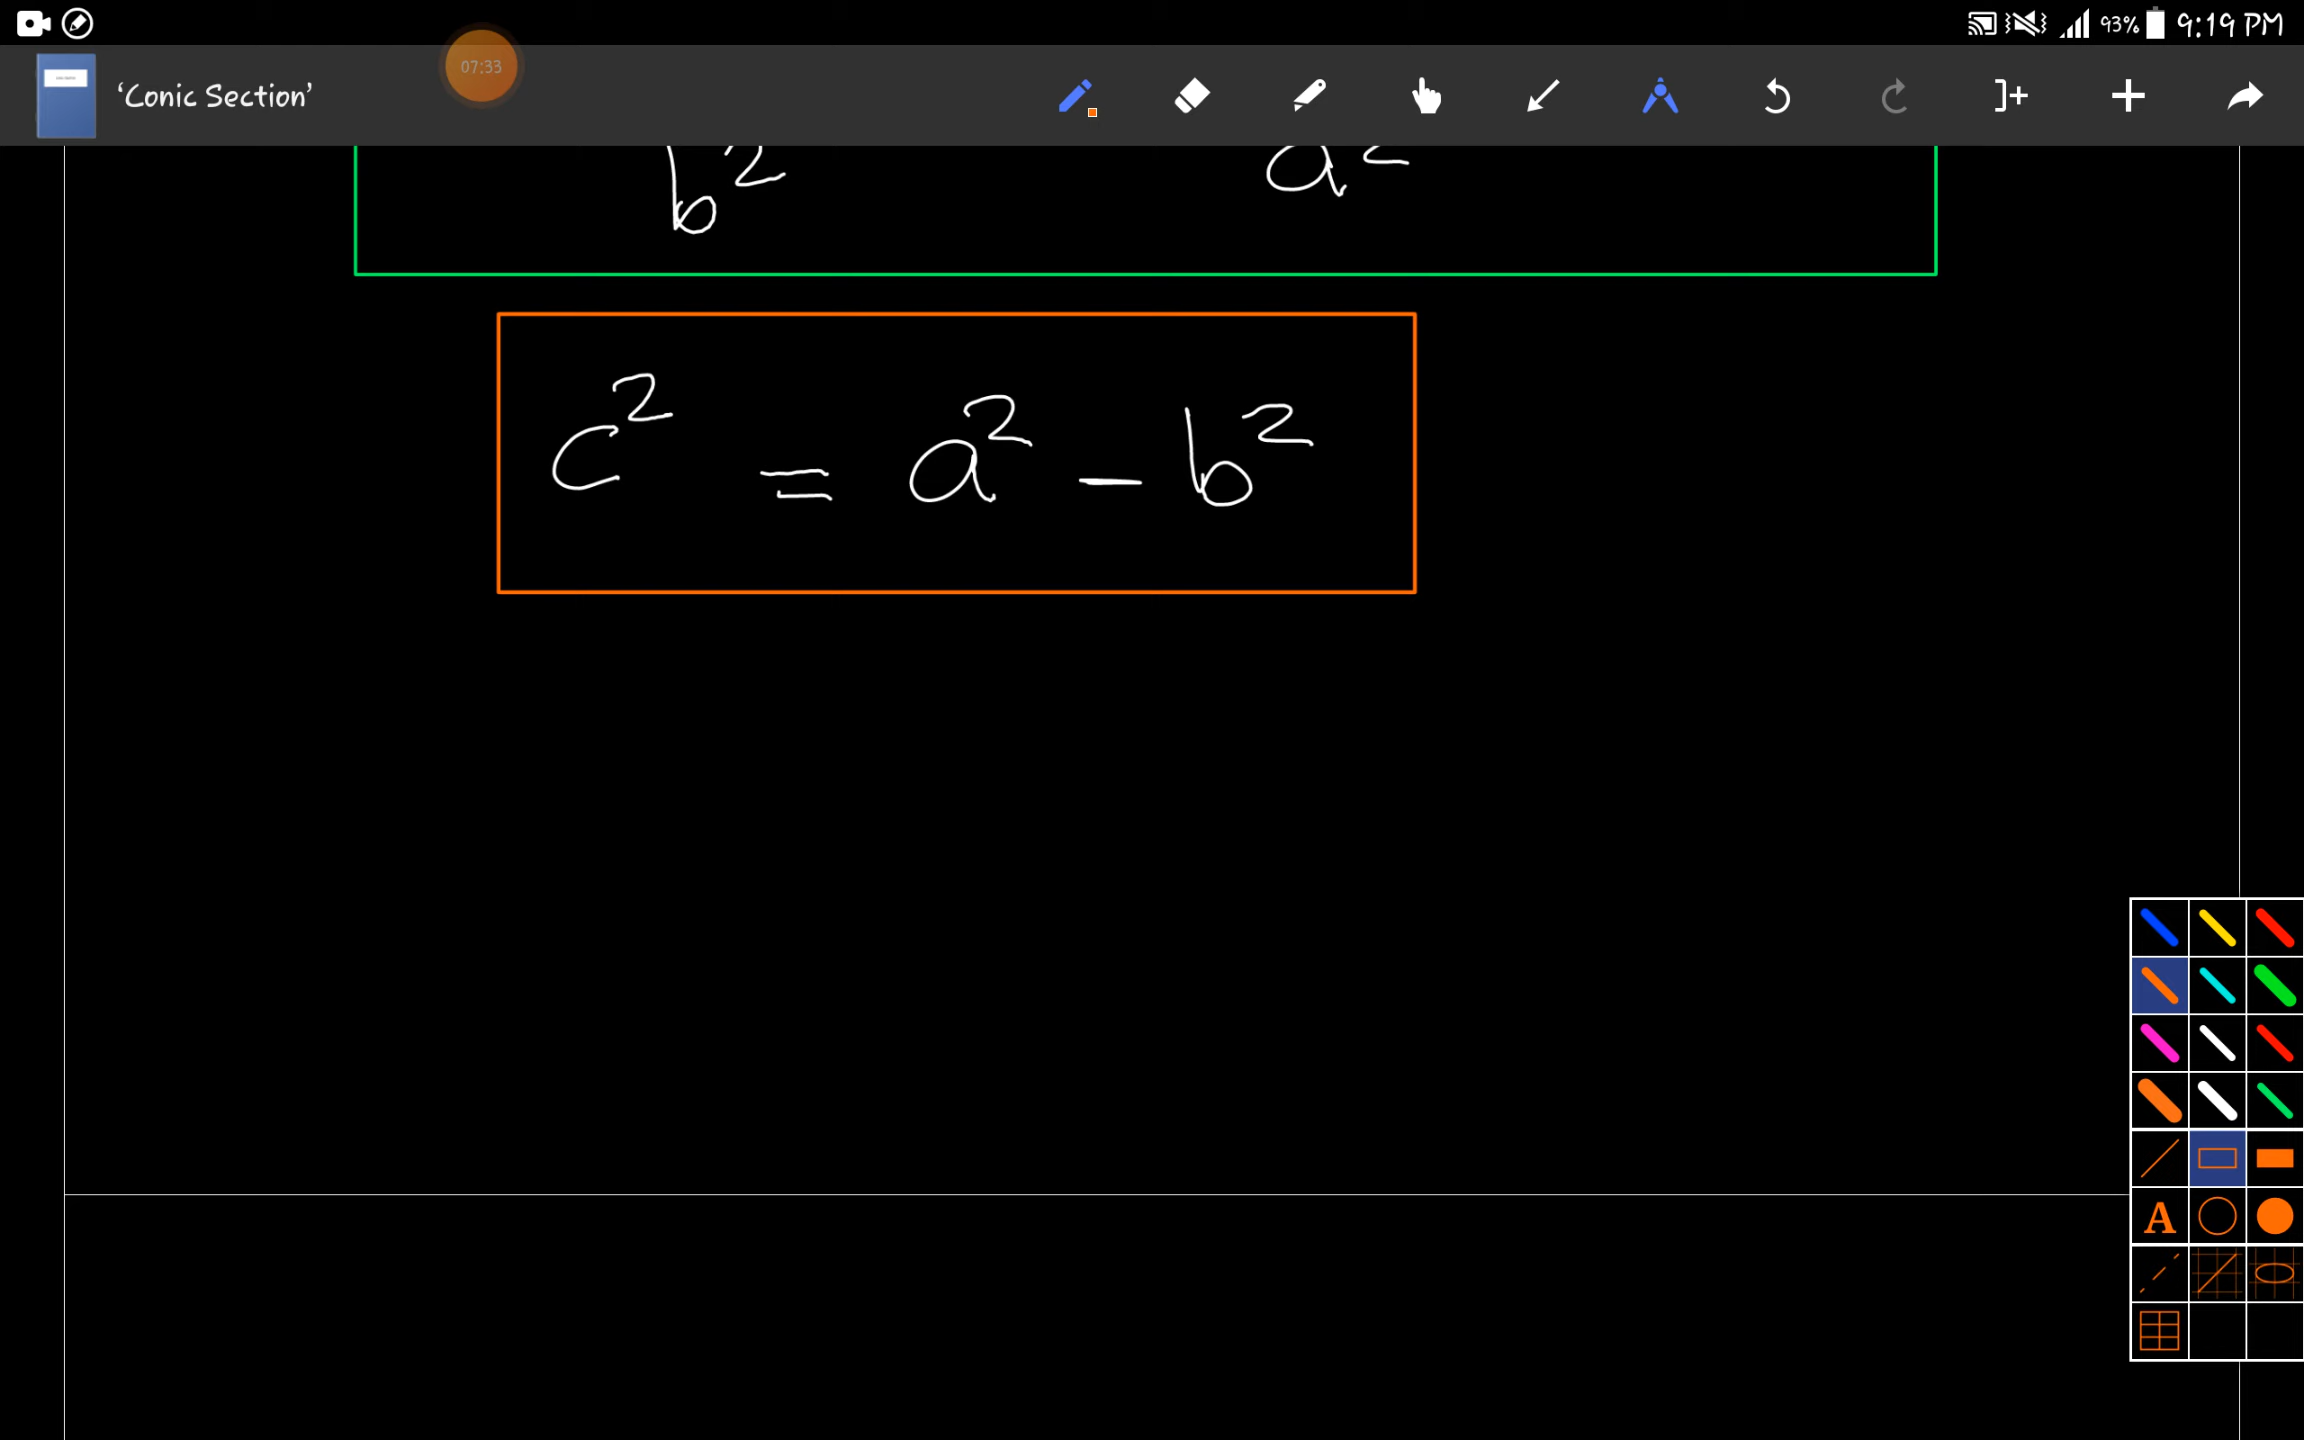 93% 9:19 PM
'Conic Section' 07:33 ]+
b² a²
c² = a² - b²
A